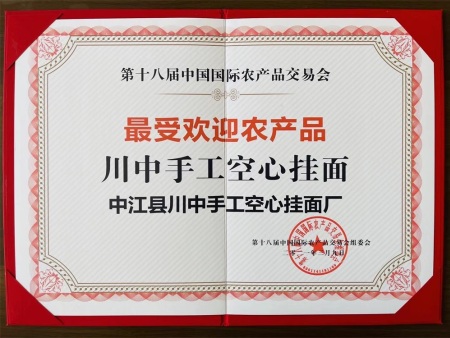 第十八届中国国际农产品交易会
最受欢迎农产品
川中手工空心挂面
中江县川中手工空心挂面厂
第十八届中国国际农产品交易会组委会